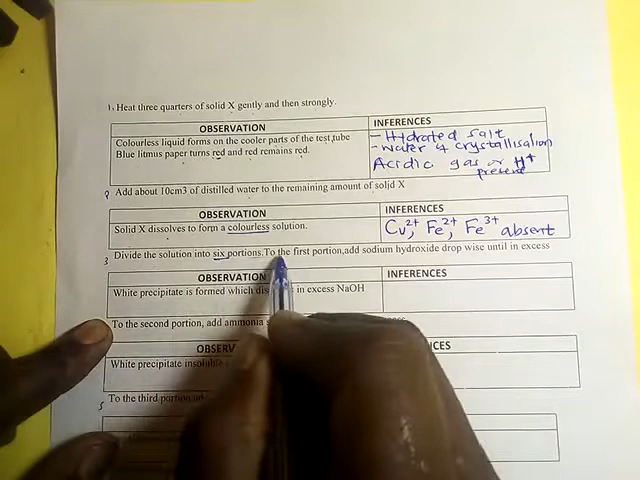 1, Heat three quarters of solid X gently and then strongly.
OBSERVATION
INFERENCES
Colourless liquid forms on the cooler parts of the test tube
Blue litmus paper turns red and red remains red.
- Hydrated salt
- Water of crystallisation
Acidic gas or H+
present
2 Add about 10cm3 of distilled water to the remaining amount of solid X
OBSERVATION
INFERENCES
Solid X dissolves to form a colourless solution.
Cu2+, Fe2+, Fe3+ absent
3 Divide the solution into six portions.To the first portion,add sodium hydroxide drop wise until in excess
OBSERVATION
INFERENCES
White precipitate is formed which in excess NaOH
To the second portion, add ammonia
White precipitate insoluble
5 To the third portion